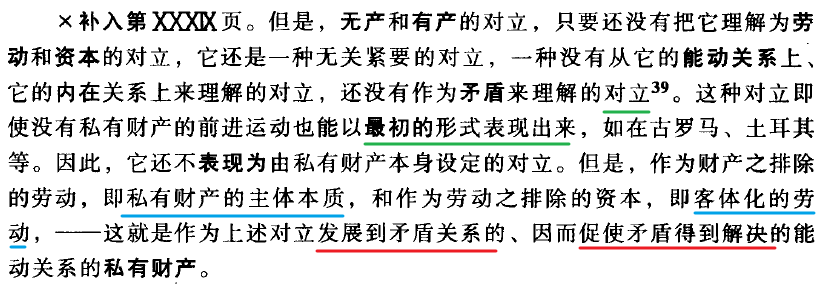 ×补入第XXXIX页。但是，无产和有产的对立，只要还没有把它理解为劳
动和资本的对立，它还是一种无关紧要的对立，一种没有从它的能动关系上、
它的内在关系上来理解的对立，还没有作为矛盾来理解的对立39。这种对立即
使没有私有财产的前进运动也能以最初的形式表现出来，如在古罗马、土耳其
等。因此，它还不表现为由私有财产本身设定的对立。但是，作为财产之排除
的劳动，即私有财产的主体本质，和作为劳动之排除的资本，即客体化的劳
动，——这就是作为上述对立发展到矛盾关系的、因而促使矛盾得到解决的能
动关系的私有财产。